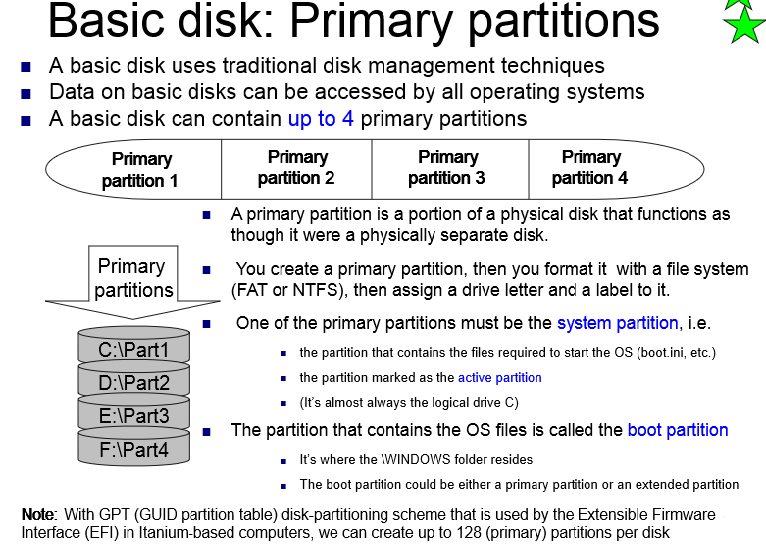 Basic disk: Primary partitions
A basic disk uses traditional disk management techniques
Data on basic disks can be accessed by all operating systems
A basic disk can contain up to 4 primary partitions
Primary
partition 1
Primary
partition 2
Primary
partition 3
Primary
partition 4
A primary partition is a portion of a physical disk that functions as
though it were a physically separate disk.
Primary
partitions
You create a primary partition, then you format it with a file system
(FAT or NTFS), then assign a drive letter and a label to it.
One of the primary partitions must be the system partition, i.e.
the partition that contains the files required to start the OS (boot.ini, etc.)
the partition marked as the active partition
(It's almost always the logical drive C)
C:\Part1
D:\Part2
E:\Part3
F:\Part4
The partition that contains the OS files is called the boot partition
It's where the \WINDOWS folder resides
The boot partition could be either a primary partition or an extended partition
Note: With GPT (GUID partition table) disk-partitioning scheme that is used by the Extensible Firmware
Interface (EFI) in Itanium-based computers, we can create up to 128 (primary) partitions per disk